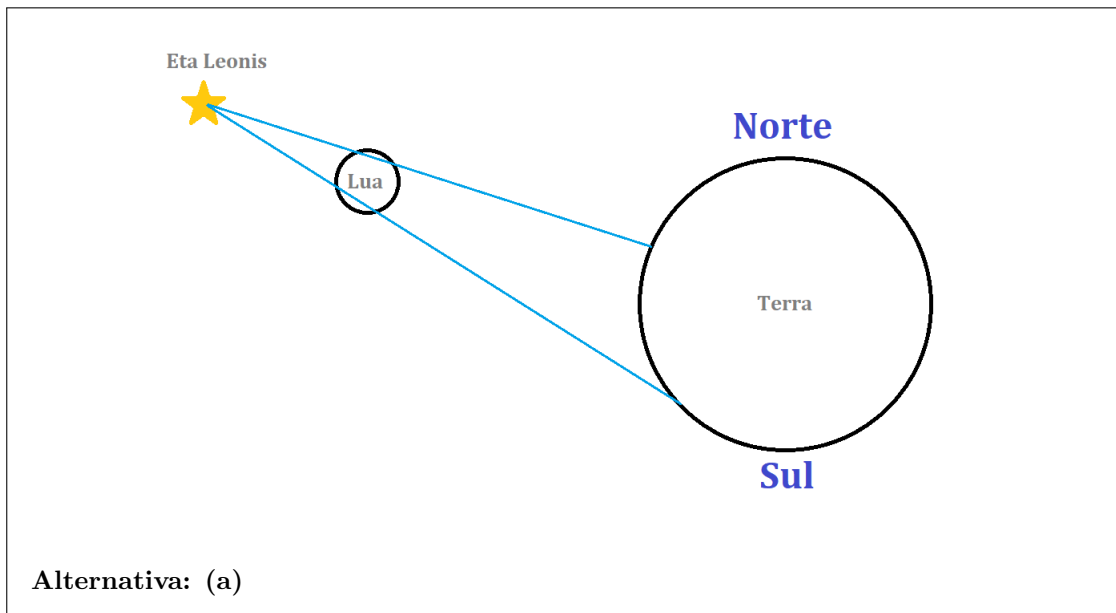 Eta Leonis
Norte
Lua
Terra
Sul
Alternativa: (a)